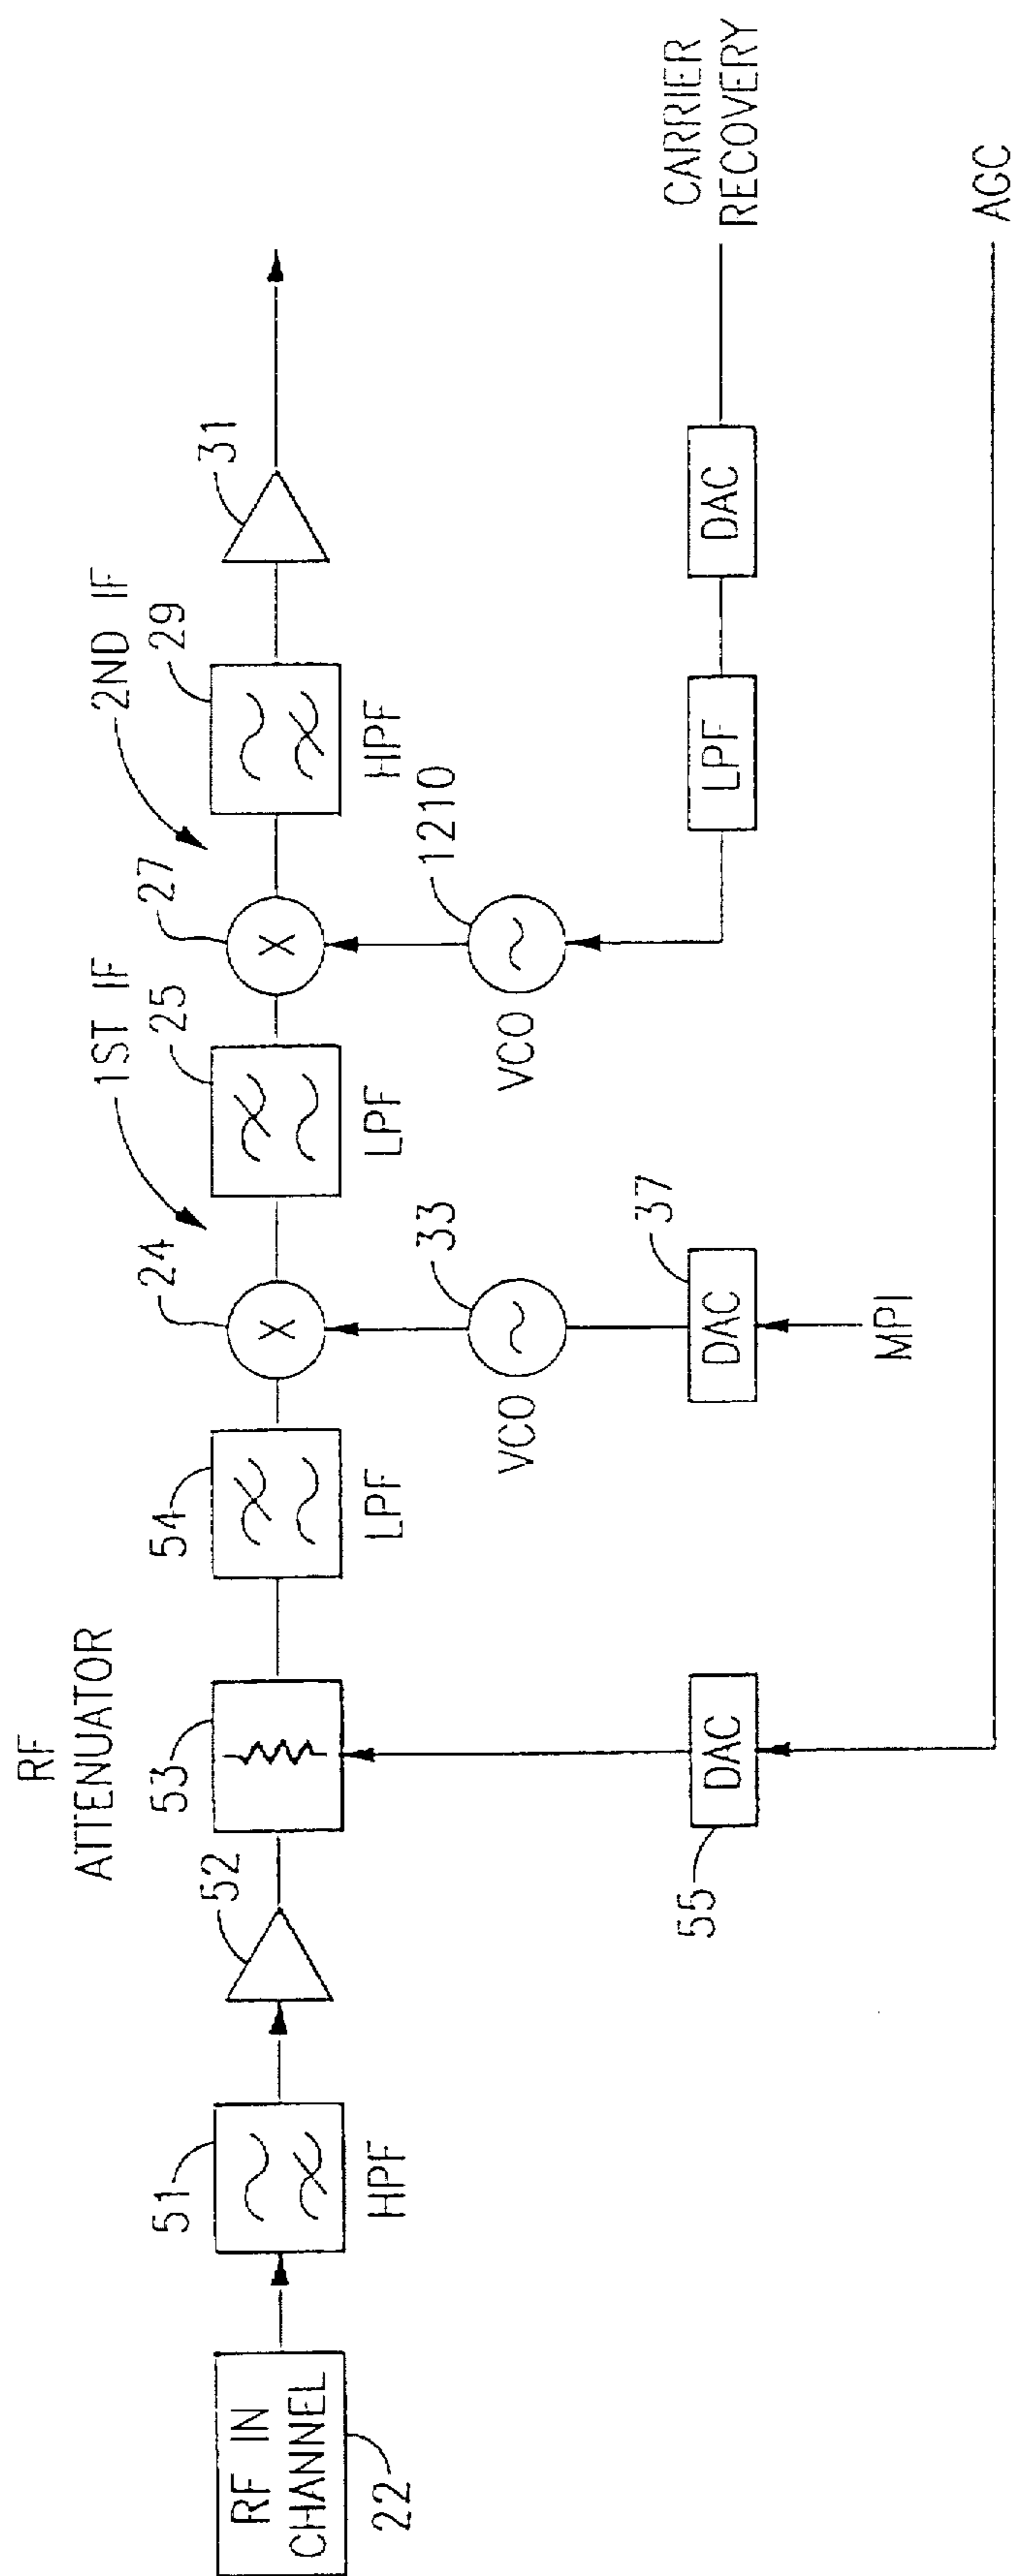 RF IN
CHANNEL
22
51
HPF
52
RF
ATTENUATOR
53
55
DAC
54
LPF
24
1ST IF
VCO
33
DAC
37
MPI
25
LPF
27
2ND IF
VCO
1210
29
HPF
LPF
DAC
31
CARRIER
RECOVERY
AGC